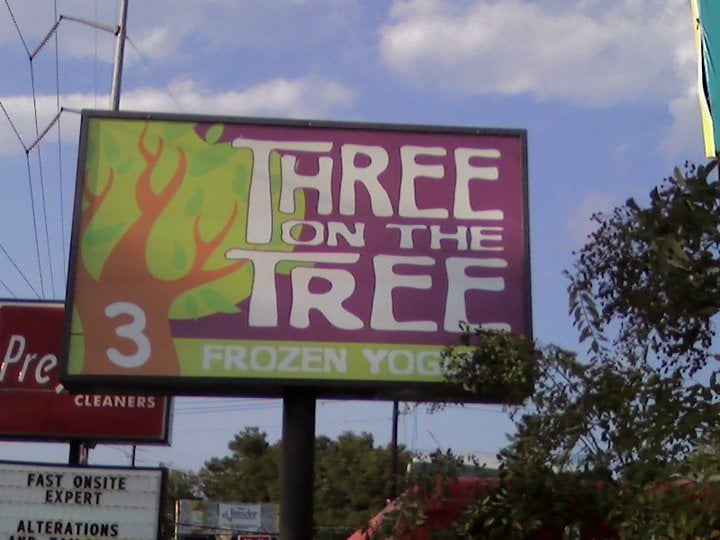 THREE
ON THE
TREE
3
FROZEN YOG
Pre
CLEANERS
FAST ONSITE
EXPERT
ALTERATIONS